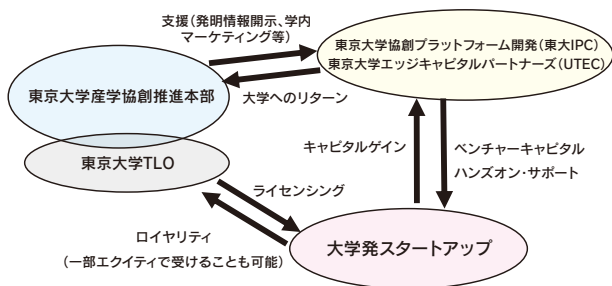 支援（発明情報開示、学内
マーケティング等）
東京大学協創プラットフォーム開発（東大IPC）
東京大学エッジキャピタルパートナーズ（UTEC）
東京大学産学協創推進本部
大学へのリターン
東京大学TLO
キャピタルゲイン
ベンチャーキャピタル
ハンズオン・サポート
ライセンシング
ロイヤリティ
（一部エクイティで受けることも可能）
大学発スタートアップ